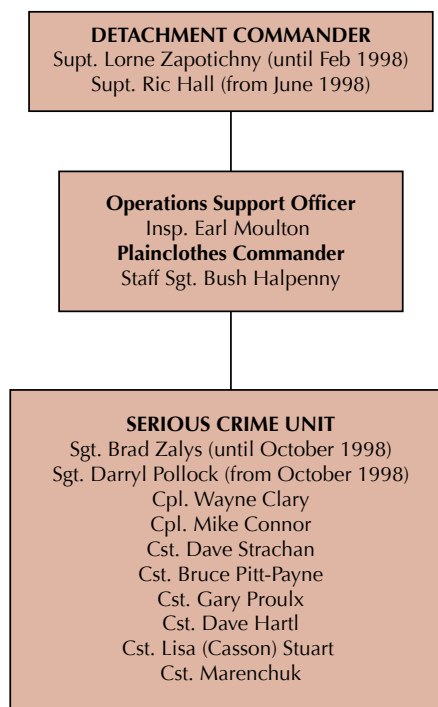 DETACHMENT COMMANDER
Supt. Lorne Zapotichny (until Feb 1998)
Supt. Ric Hall (from June 1998)
Operations Support Officer
Insp. Earl Moulton
Plainclothes Commander
Staff Sgt. Bush Halpenny
SERIOUS CRIME UNIT
Sgt. Brad Zalys (until October 1998)
Sgt. Darryl Pollock (from October 1998)
Cpl. Wayne Clary
Cpl. Mike Connor
Cst. Dave Strachan
Cst. Bruce Pitt-Payne
Cst. Gary Proulx
Cst. Dave Hartl
Cst. Lisa (Casson) Stuart
Cst. Marenchuk